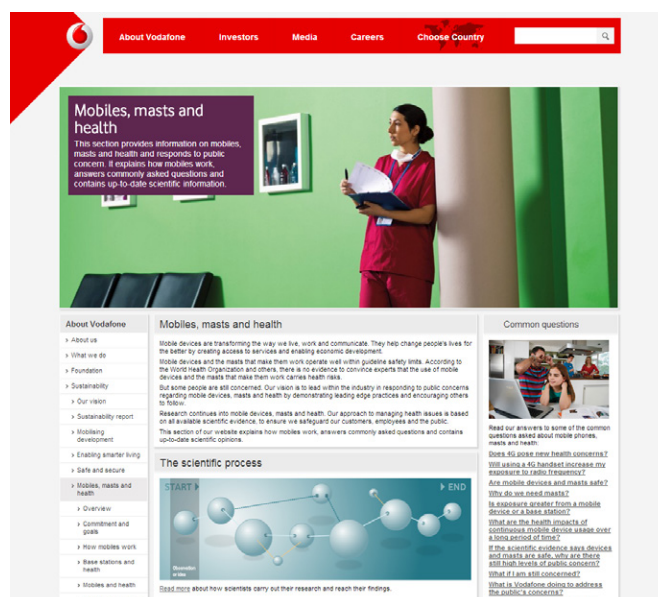 About Vodafone Investors Media Careers Choose Country
Mobiles, masts and
health
This section provides information on mobiles,
masts and health and responds to public
concern. It explains how mobiles work,
answers commonly asked questions and
contains up-to-date scientific information.
About Vodafone
About us
What we do
Foundation
Sustainability
Our vision
Sustainability report
Mobilising
development
Enabling smarter living
Safe and secure
Mobiles, masts and
health
Overview
Commitment and
goals
How mobiles work
Base stations and
health
Mobiles and health
Mobiles, masts and health
Mobile devices are transforming the way we live, work and communicate. They help change people's lives for
the better by creating access to services and enabling economic development.
Mobile devices and the masts that make them work operate well within guideline safety limits. According to
the World Health Organization and others, there is no evidence to convince experts that the use of mobile
devices and the masts that make them work carries health risks.
But some people are still concerned. Our vision is to lead within the industry in responding to public concerns
regarding mobile devices, masts and health by demonstrating leading edge practices and encouraging others
to follow.
Research continues into mobile devices, masts and health. Our approach to managing health issues is based
on all available scientific evidence, to ensure we safeguard our customers, employees and the public.
This section of our website explains how mobiles work, answers commonly asked questions and contains
up-to-date scientific opinions.
The scientific process
START
END
Read more about how scientists carry out their research and reach their findings.
Common questions
Read our answers to some of the common
questions asked about mobile phones,
masts and health:
Does 4G pose new health concerns?
Will using a 4G handset increase my
exposure to radio frequency?
Are mobile devices and masts safe?
Why do we need masts?
Is exposure greater from a mobile
device or a base station?
What are the health impacts of
continuous mobile device usage over
a long period of time?
If the scientific evidence says devices
and masts are safe, why are there
still high levels of public concern?
What if I am still concerned?
What is Vodafone doing to address
the public's concerns?